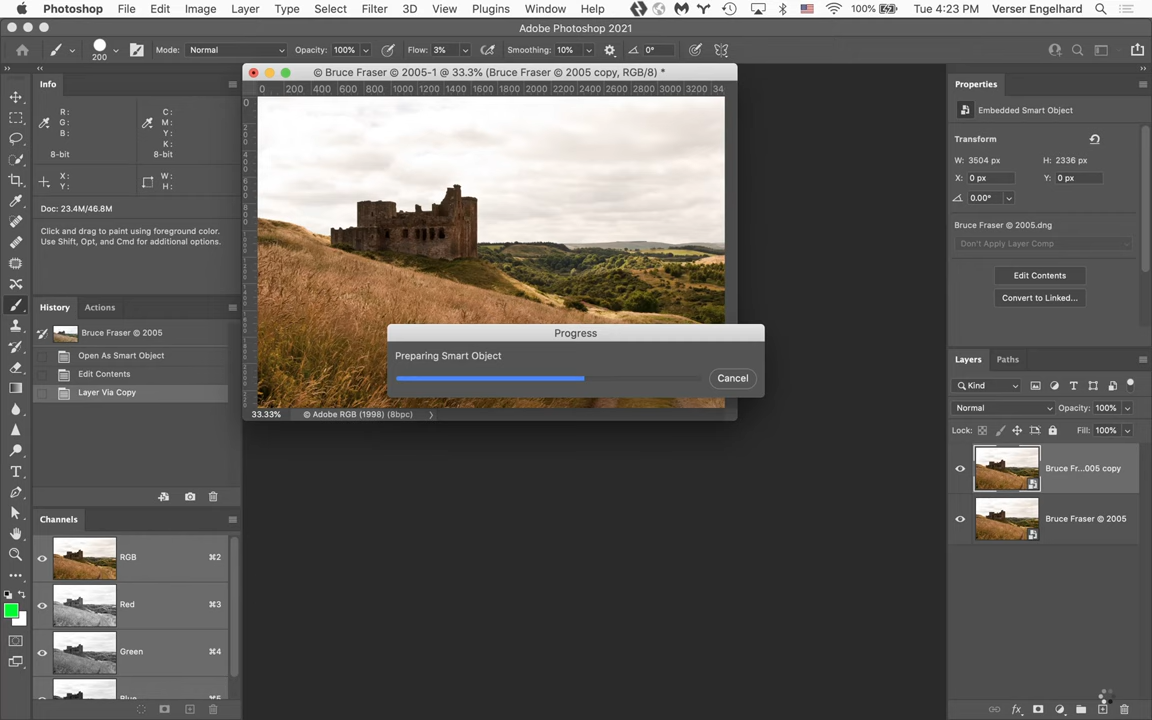 Photoshop File Edit Image Layer Type Select Filter 3D View Plugins Window Help 100% Tue 4:23 PM Verser Engelhard
Adobe Photoshop 2021
200 Mode: Normal Opacity: 100% Flow: 3% Smoothing: 10% 0°
Info
R: C:
G: M:
B: Y:
K:
8-bit 8-bit
X: W:
Y: H:
Doc: 23.4M/46.8M
Click and drag to paint using foreground color.
Use Shift, Opt, and Cmd for additional options.
History Actions
Bruce Fraser © 2005
Open As Smart Object
Edit Contents
Layer Via Copy
Channels
RGB ⌘2
Red ⌘3
Green ⌘4
Blue ⌘5
© Bruce Fraser © 2005-1 @ 33.3% (Bruce Fraser © 2005 copy, RGB/8) *
0 200 400 600 800 1000 1200 1400 1600 1800 2000 2200 2400 2600 2800 3000 3200 34
Progress
Preparing Smart Object
Cancel
33.33% © Adobe RGB (1998) (8bpc)
Properties
Embedded Smart Object
Transform
W: 3504 px H: 2336 px
X: 0 px Y: 0 px
0.00°
Bruce Fraser © 2005.dng
Don't Apply Layer Comp
Edit Contents
Convert to Linked...
Layers Paths
Kind
Normal Opacity: 100%
Lock: Fill: 100%
Bruce Fr...005 copy
Bruce Fraser © 2005